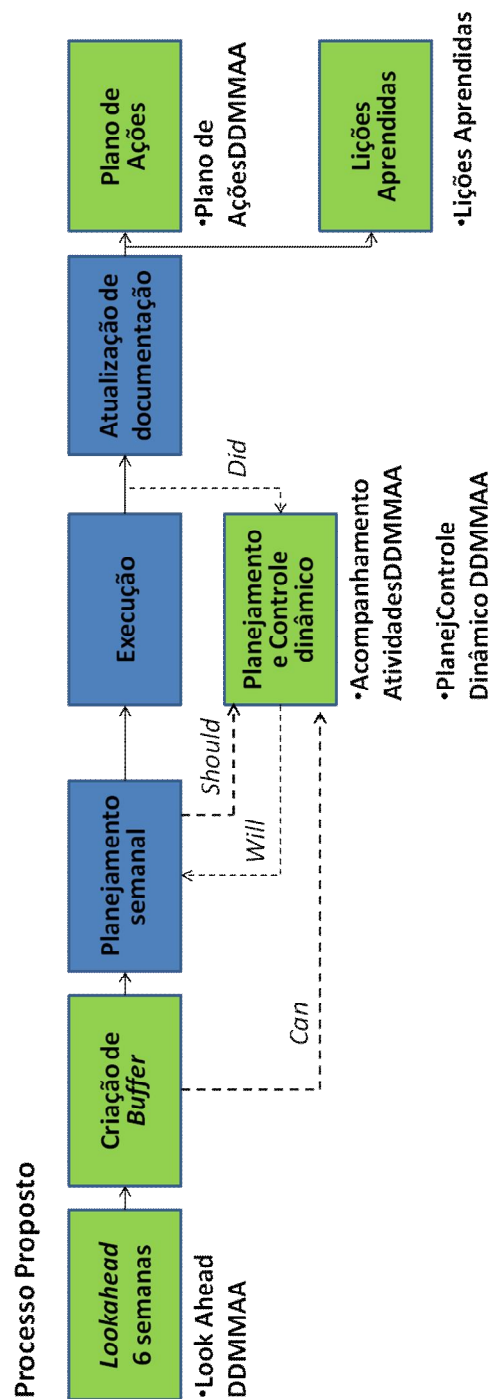 Processo Proposto
Lookahead
6 semanas
•Look Ahead
DDMMAA
Criação de
Buffer
Planejamento
semanal
Execução
Atualização de
documentação
Plano de
Ações
•Plano de
AçõesDDMMAA
Can
Should
Will
Did
Planejamento
e Controle
dinâmico
•Acompanhamento
AtividadesDDMMAA
•PlanejControle
Dinâmico DDMMAA
Lições
Aprendidas
•Lições Aprendidas